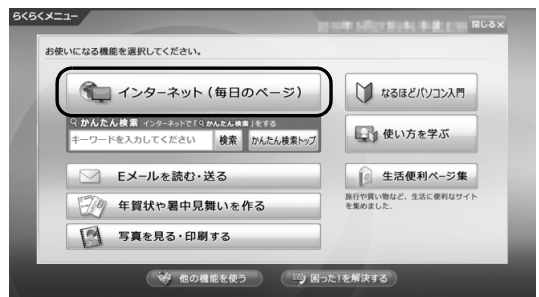 らくらくメニュー
閉じる×
お使いになる機能を選択してください。
インターネット(毎日のページ)
かんたん検索 インターネットで「かんたん検索」をする
キーワードを入力してください 検索 かんたん検索トップ
Eメールを読む・送る
年賀状や暑中見舞いを作る
写真を見る・印刷する
なるほどパソコン入門
使い方を学ぶ
生活便利ページ集
旅行や買い物など、生活に便利なサイト
を集めました。
他の機能を使う
困った!を解決する